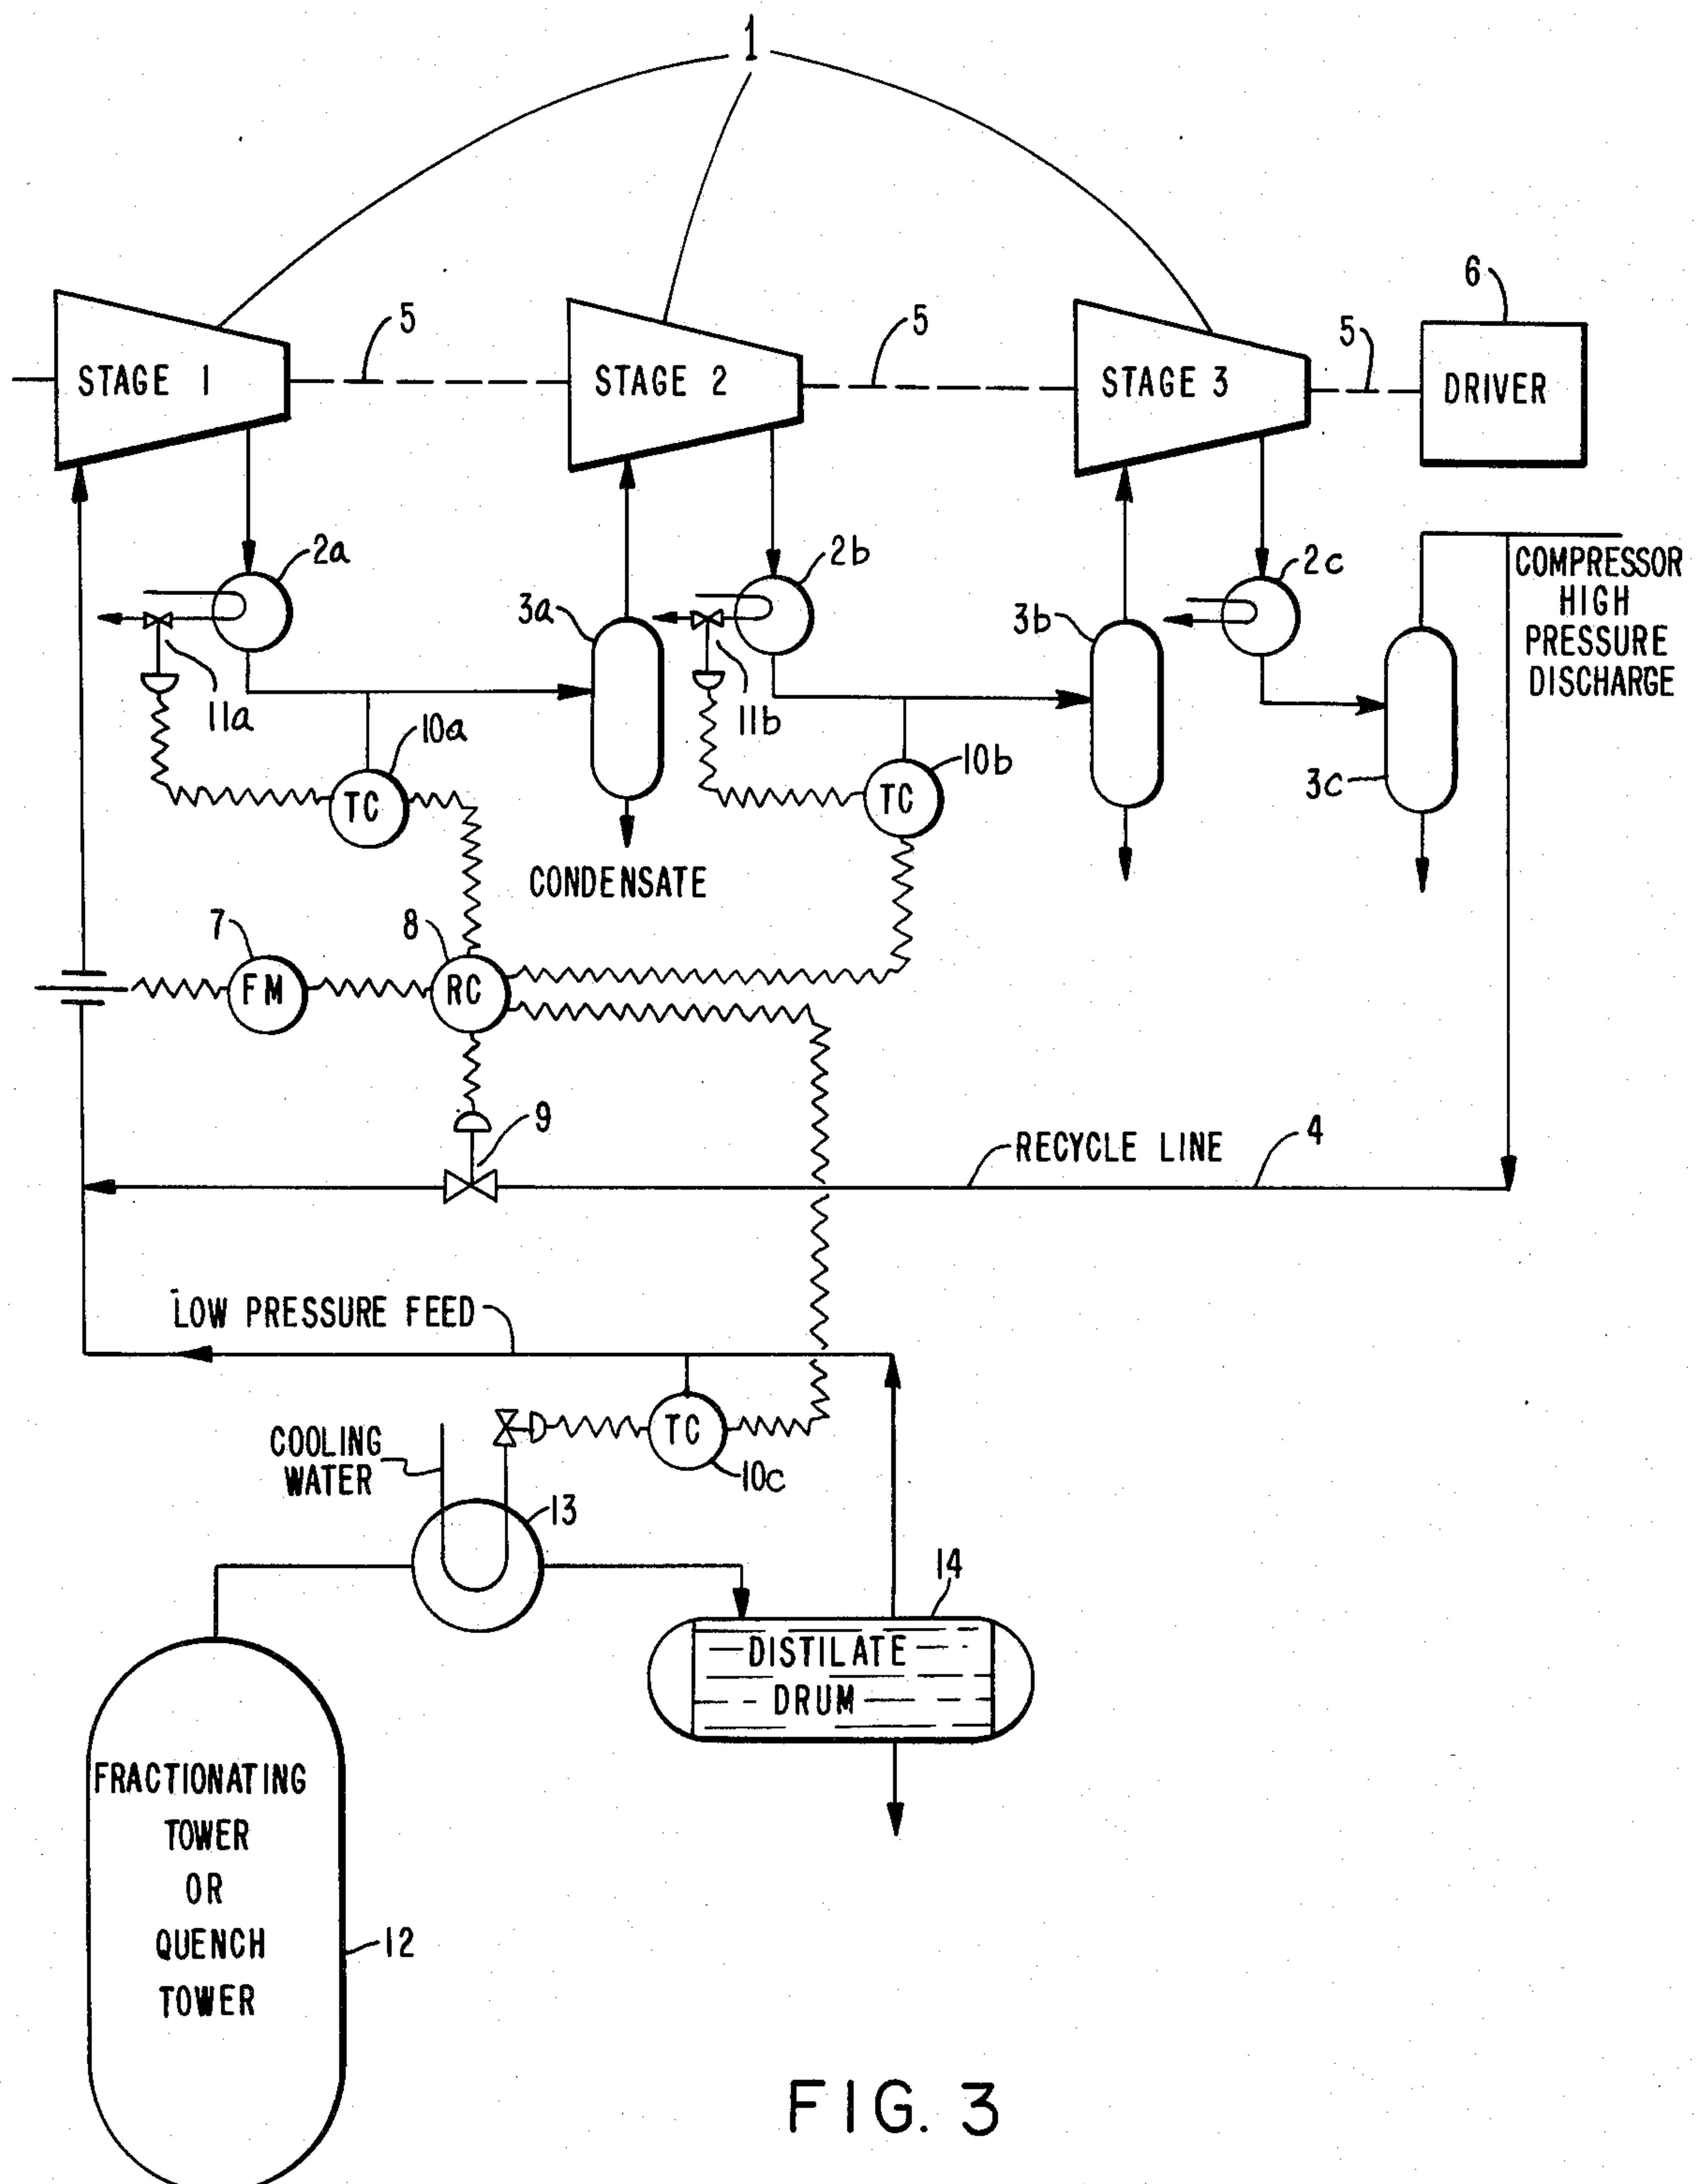 1
6
5
5
5
STAGE 1
STAGE 2
STAGE 3
DRIVER
2a
2b
2c
3a
3b
COMPRESSOR
HIGH
PRESSURE
DISCHARGE
11a
11b
10a
10b
3c
TC
TC
CONDENSATE
7
8
FM
RC
9
RECYCLE LINE
4
LOW PRESSURE FEED
COOLING
WATER
TC
10c
13
14
DISTILATE
DRUM
FRACTIONATING
TOWER
OR
QUENCH
TOWER
12
FIG. 3